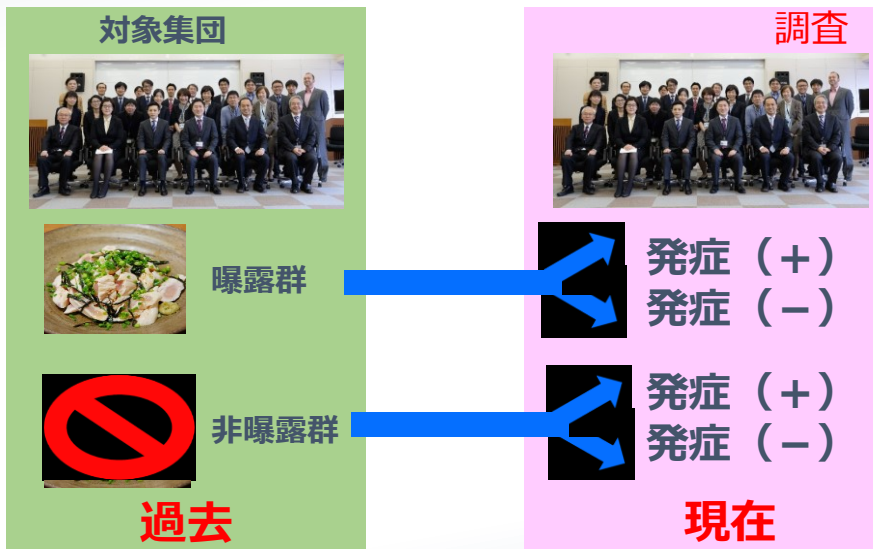 対象集団
調査
曝露群
発症（＋）
発症（－）
非曝露群
発症（＋）
発症（－）
過去
現在